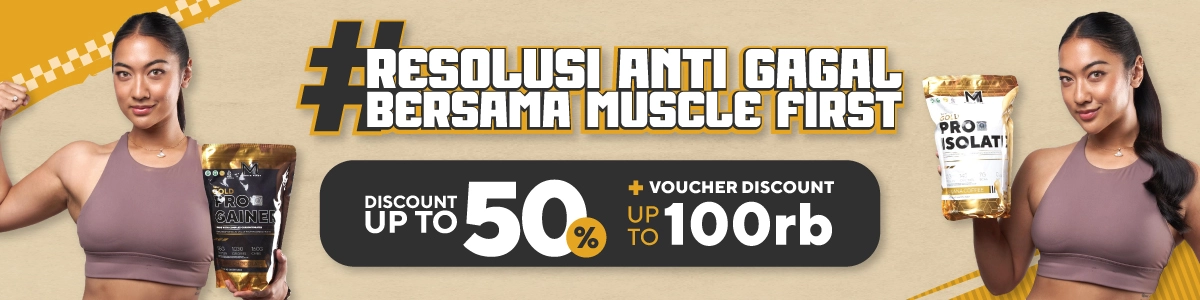 #RESOLUSI ANTI GAGAL
BERSAMA MUSCLE FIRST
DISCOUNT
UP TO
50%
+ VOUCHER DISCOUNT
UP
TO
100rb
M
GOLD
PRO
GAINER
M
GOLD
PRO
ISOLAT